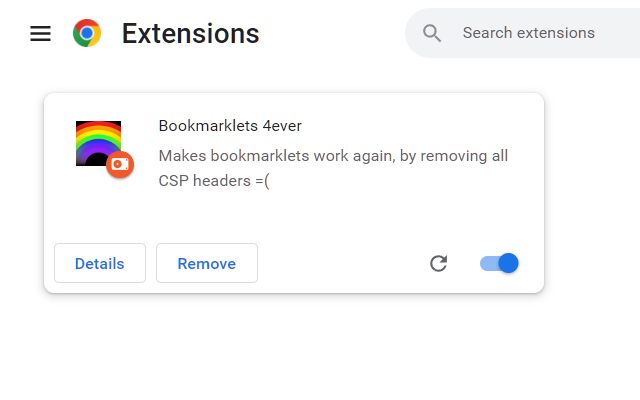 Extensions
Search extensions
Bookmarklets 4ever
Makes bookmarklets work again, by removing all
CSP headers =(
Details
Remove